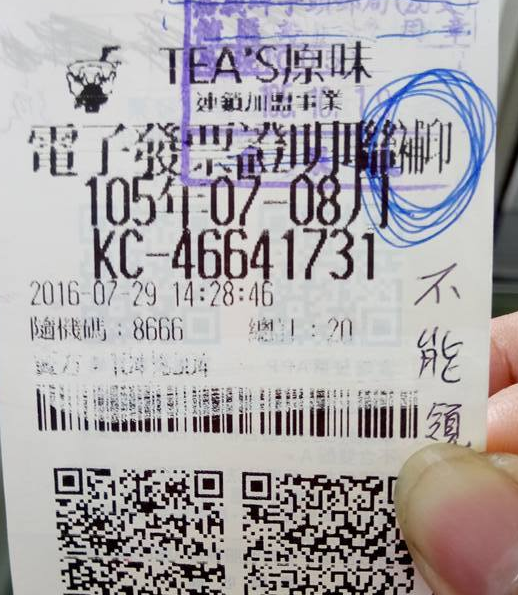 TEA'S原味
連鎖加盟事業
電子發票證明聯補印
105年07-08月
KC-46641731
2016-07-29 14:28:46
隨機碼:8666 總計:20
不
能
領